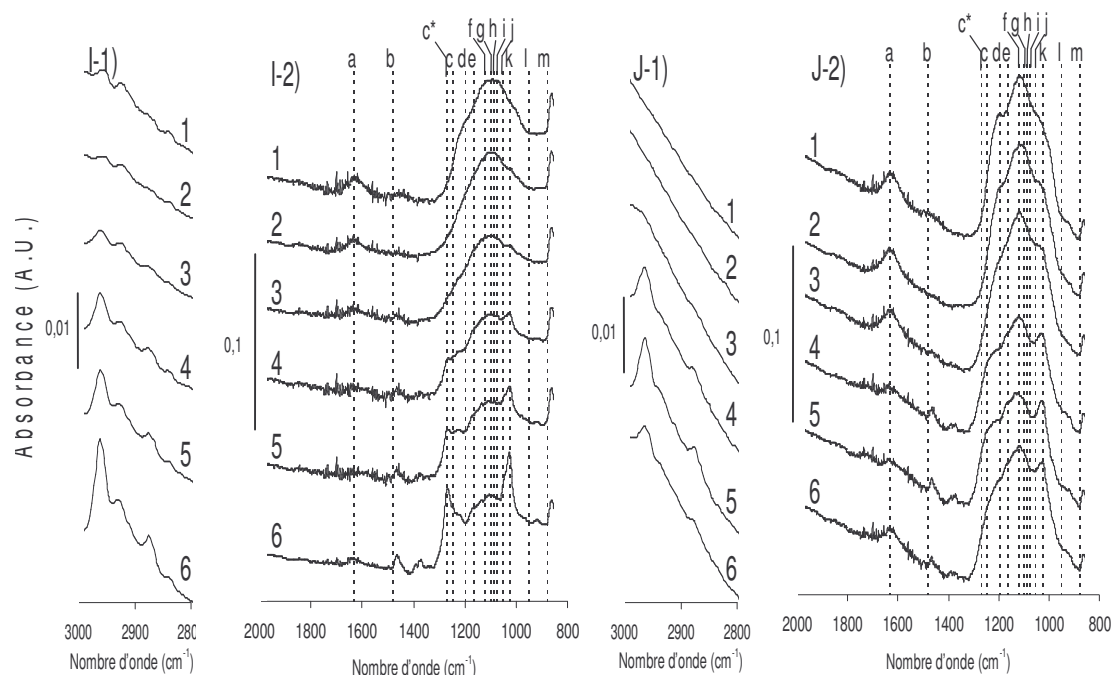 c*
f g h i j
c*
f g h i j
I-1)
a b c d e k l m
I-2)
J-1)
a b c d e k l m
J-2)
Absorbance (A.U.)
1
2
3
4
5
6
0,01
1
2
3
4
5
6
0,1
1
2
3
4
5
6
0,01
1
2
3
4
5
6
0,1
3000 2900 280
2000 1800 1600 1400 1200 1000 800
3000 2900 2800
2000 1800 1600 1400 1200 1000 800
Nombre d'onde (cm-1)
Nombre d'onde (cm-1)
Nombre d'onde (cm-1)
Nombre d'onde (cm-1)